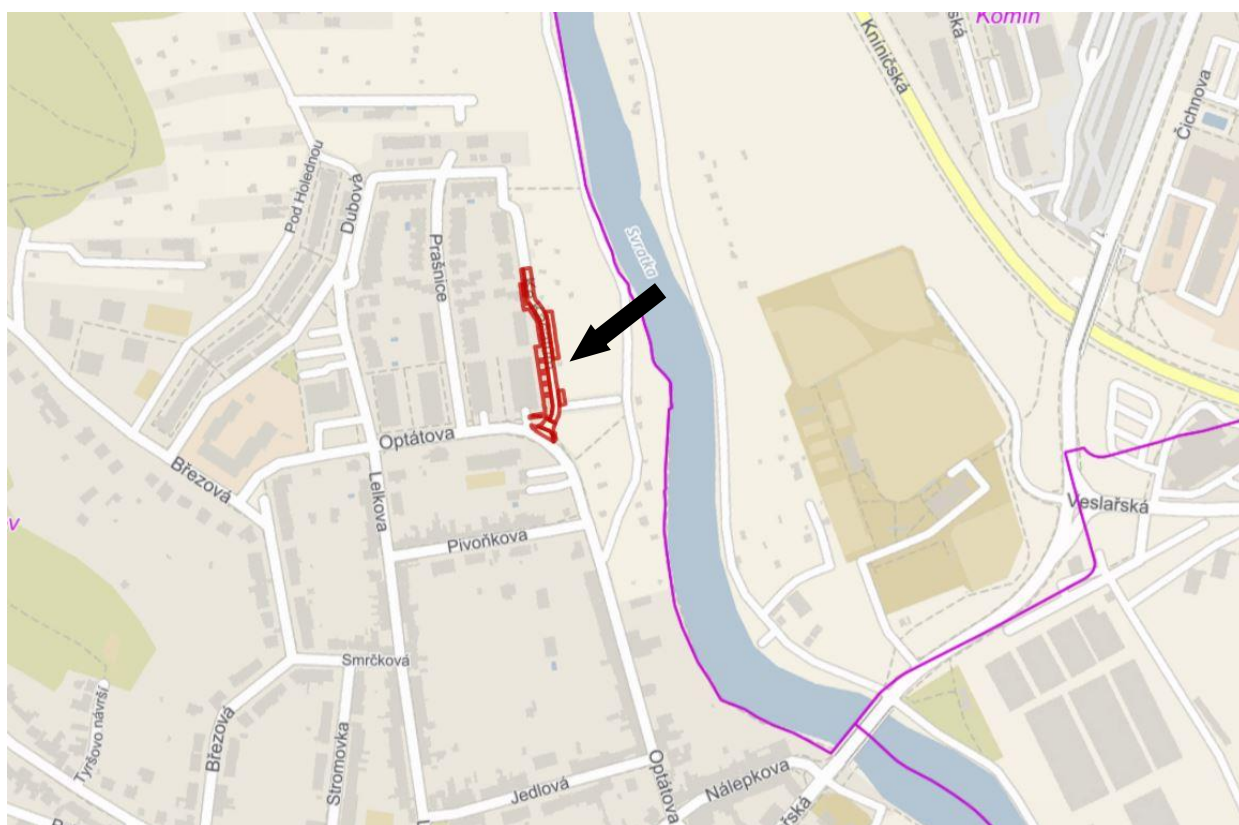 Komín
ská
Kníničská
Čichnova
Pod Holednou
Dubová
Prašnice
Svratka
Optátova
Březová
Lelkova
Veslařská
v
Pivoňkova
Smrčková
Tyršovo návrší
Březová
Stromovka
Optátova
Jedlová
Nálepkova
ská